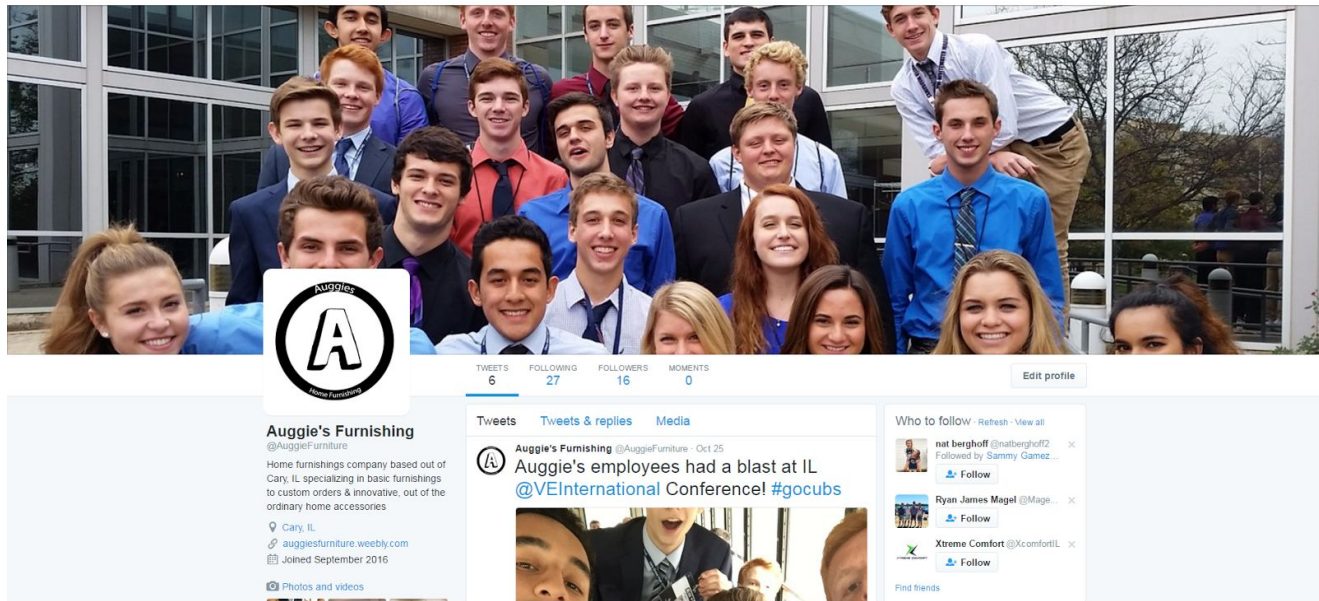 Auggies
A
Home Furnishing
TWEETS
6
FOLLOWING
27
FOLLOWERS
16
MOMENTS
0
Edit profile
Auggie's Furnishing
@AuggieFurniture
Home furnishings company based out of
Cary, IL specializing in basic furnishings
to custom orders & innovative, out of the
ordinary home accessories
Cary, IL
auggiesfurniture.weebly.com
Joined September 2016
Photos and videos
Tweets Tweets & replies Media
A
Auggie's Furnishing @AuggieFurniture · Oct 25
Auggie's employees had a blast at IL
@VEInternational Conference! #gocubs
Who to follow · Refresh · View all
nat berghoff @natberghoff2 ×
Followed by Sammy Gamez...
Follow
Ryan James Magel @Mage... ×
Follow
Xtreme Comfort @XcomfortIL ×
Follow
Find friends